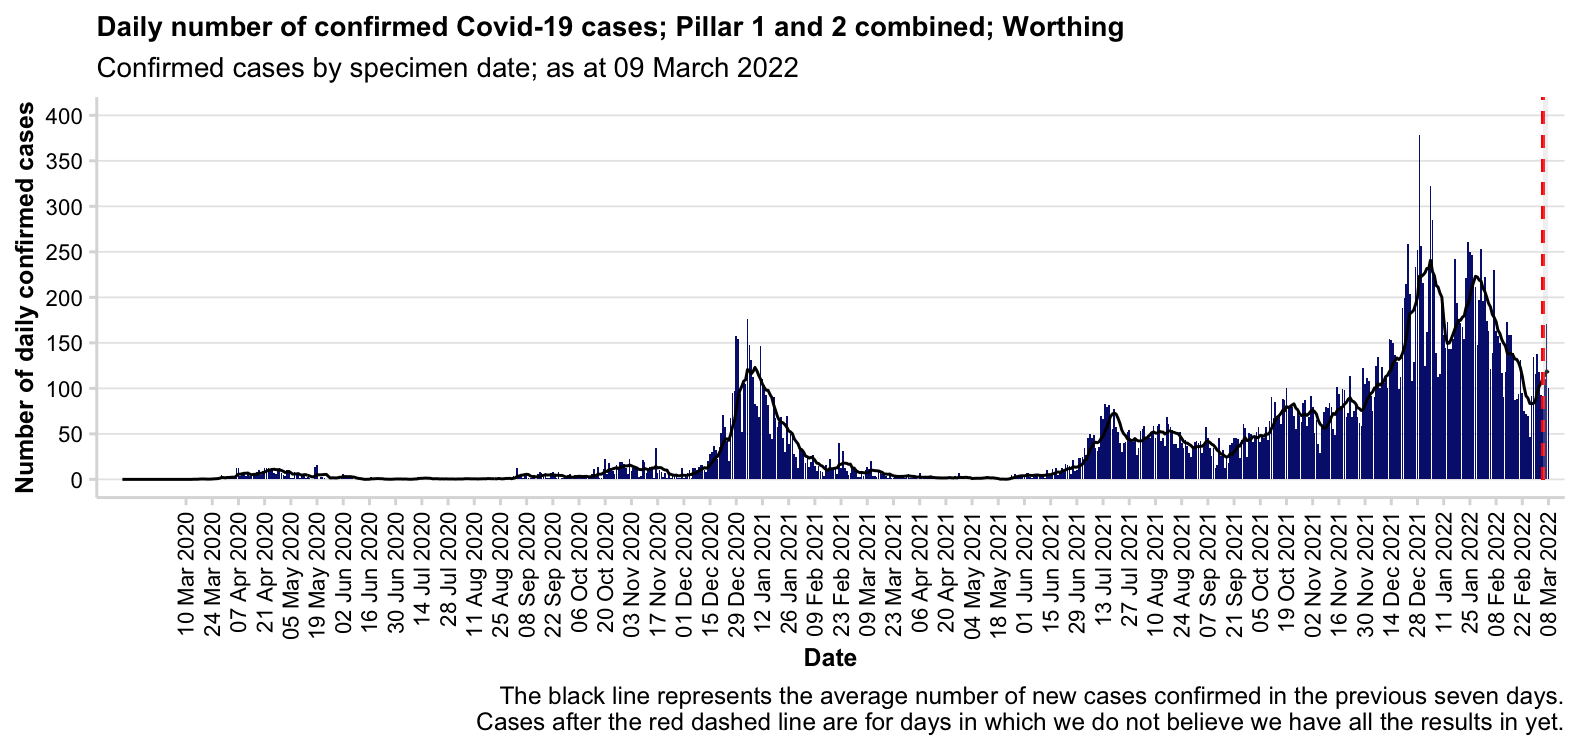 Daily number of confirmed Covid-19 cases; Pillar 1 and 2 combined; Worthing
Confirmed cases by specimen date; as at 09 March 2022
Number of daily confirmed cases
400
350
300
250
200
150
100
50
0
10 Mar 2020
24 Mar 2020
07 Apr 2020
21 Apr 2020
05 May 2020
19 May 2020
02 Jun 2020
16 Jun 2020
30 Jun 2020
14 Jul 2020
28 Jul 2020
11 Aug 2020
25 Aug 2020
08 Sep 2020
22 Sep 2020
06 Oct 2020
20 Oct 2020
03 Nov 2020
17 Nov 2020
01 Dec 2020
15 Dec 2020
29 Dec 2020
12 Jan 2021
26 Jan 2021
09 Feb 2021
23 Feb 2021
09 Mar 2021
23 Mar 2021
06 Apr 2021
20 Apr 2021
04 May 2021
18 May 2021
01 Jun 2021
15 Jun 2021
29 Jun 2021
13 Jul 2021
27 Jul 2021
10 Aug 2021
24 Aug 2021
07 Sep 2021
21 Sep 2021
05 Oct 2021
19 Oct 2021
02 Nov 2021
16 Nov 2021
30 Nov 2021
14 Dec 2021
28 Dec 2021
11 Jan 2022
25 Jan 2022
08 Feb 2022
22 Feb 2022
08 Mar 2022
Date
The black line represents the average number of new cases confirmed in the previous seven days.
Cases after the red dashed line are for days in which we do not believe we have all the results in yet.